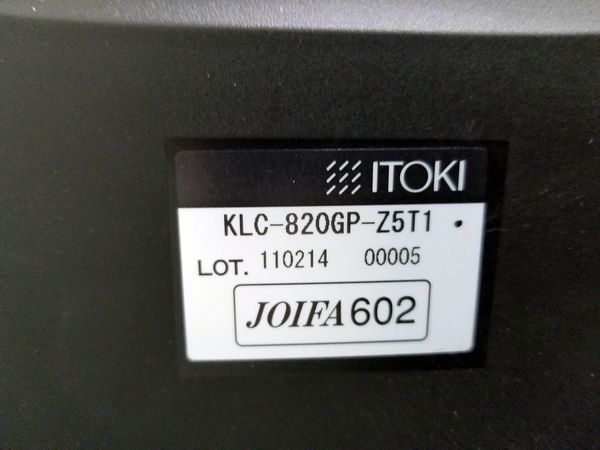 ITOKI
KLC-820GP-Z5T1
LOT. 110214 00005
JOIFA602